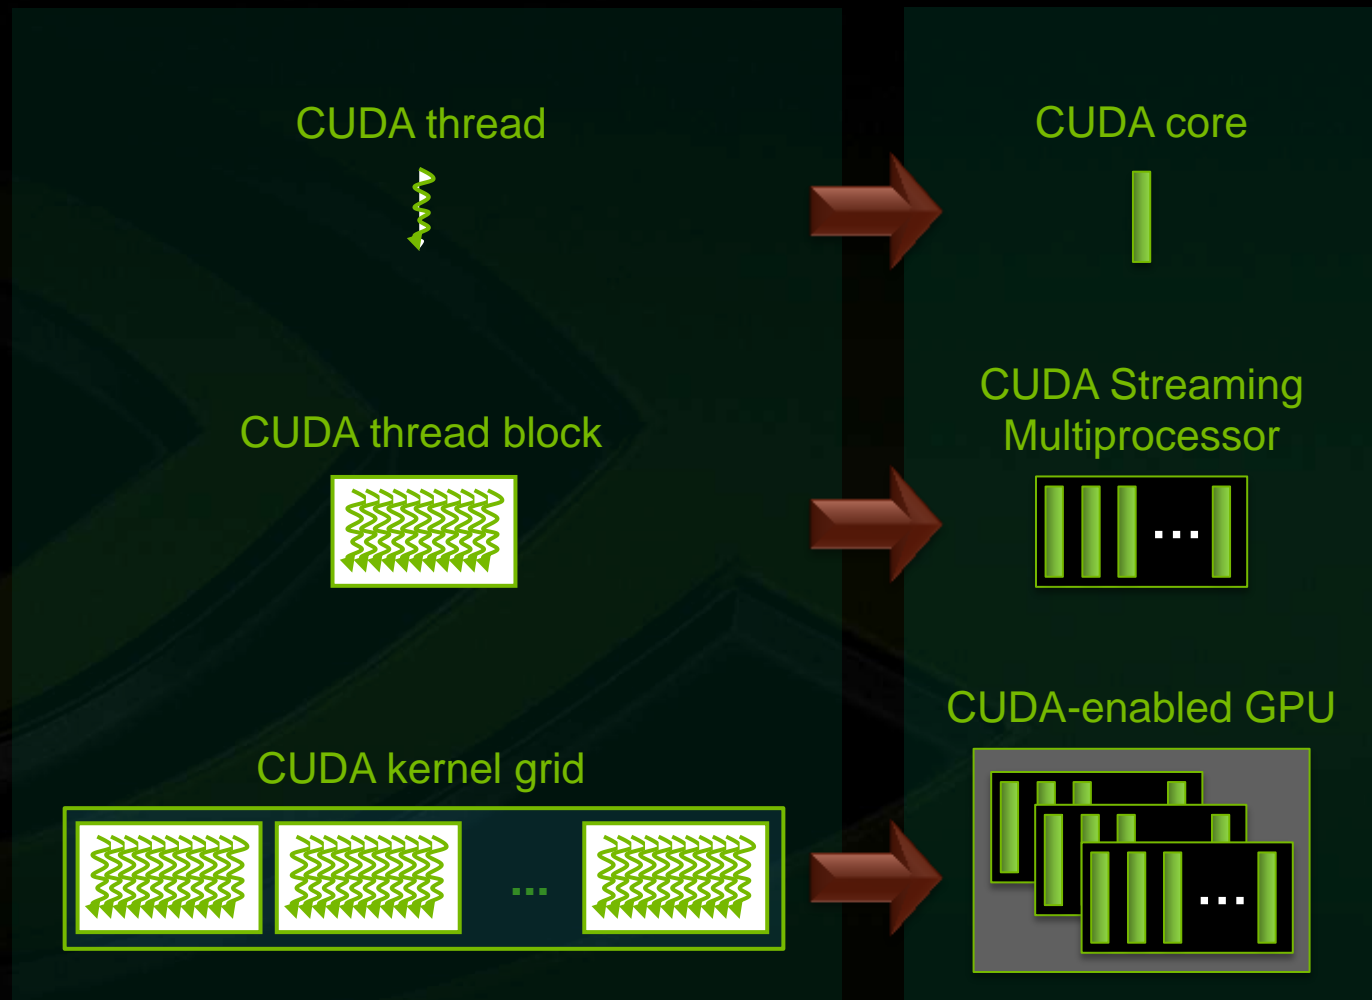 CUDA thread
CUDA core
CUDA thread block
CUDA Streaming
Multiprocessor
CUDA kernel grid
...
CUDA-enabled GPU